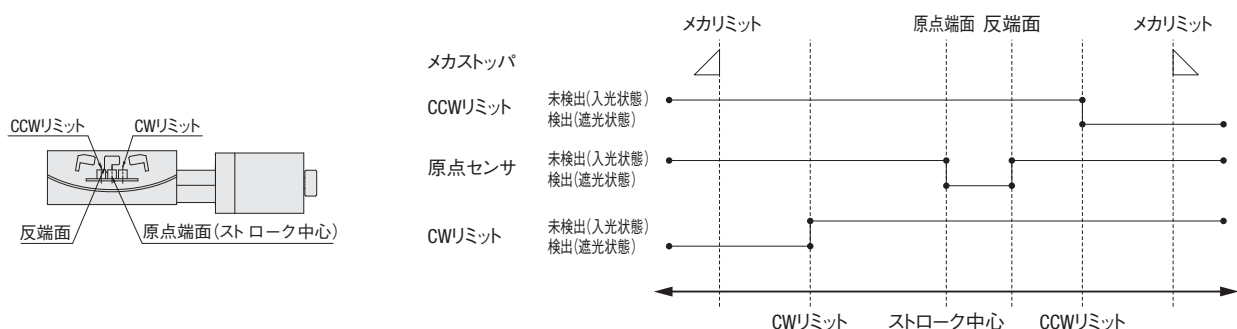 CCWリミット
CWリミット
反端面
原点端面(ストローク中心)
メカリミット
原点端面
反端面
メカリミット
メカストッパ
CCWリミット
未検出(入光状態)
検出(遮光状態)
原点センサ
未検出(入光状態)
検出(遮光状態)
CWリミット
未検出(入光状態)
検出(遮光状態)
CWリミット
ストローク中心
CCWリミット